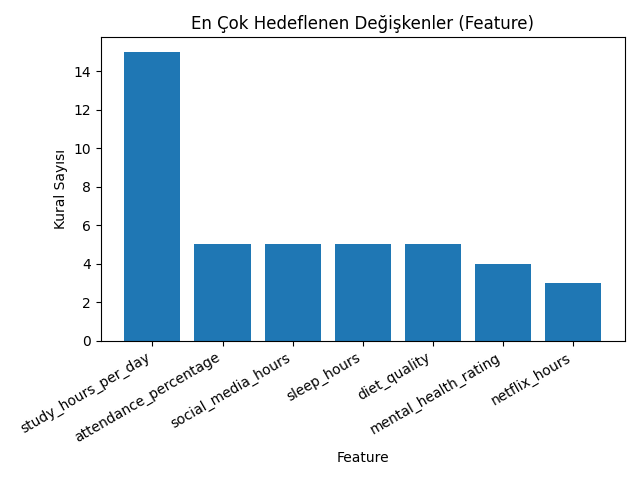 En Çok Hedeflenen Değişkenler (Feature)
Kural Sayısı
14
12
10
8
6
4
2
0
study_hours_per_day
attendance_percentage
social_media_hours
sleep_hours
diet_quality
mental_health_rating
netflix_hours
Feature